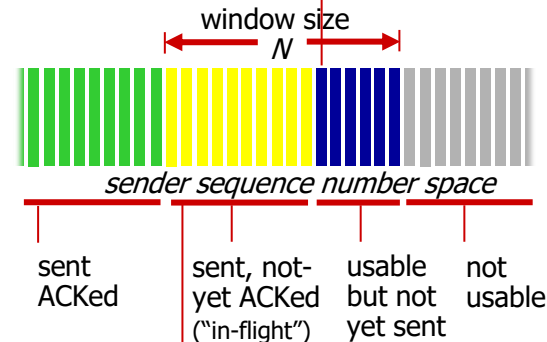 window size
N
sender sequence number space
sent
ACKed
sent, not-
yet ACKed
("in-flight")
usable
but not
yet sent
not
usable